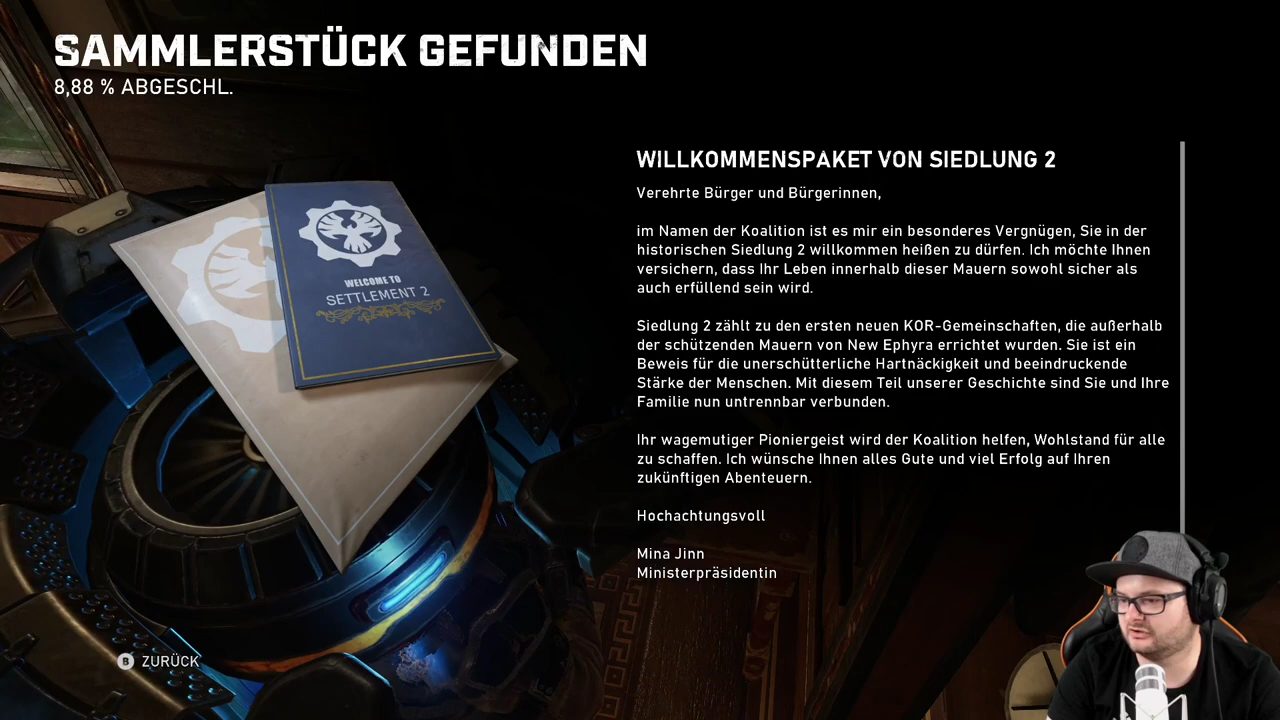 SAMMLERSTÜCK GEFUNDEN
8,88 % ABGESCHL.
WELCOME TO
SETTLEMENT 2
WILLKOMMENSPAKET VON SIEDLUNG 2
Verehrte Bürger und Bürgerinnen,
im Namen der Koalition ist es mir ein besonderes Vergnügen, Sie in der
historischen Siedlung 2 willkommen heißen zu dürfen. Ich möchte Ihnen
versichern, dass Ihr Leben innerhalb dieser Mauern sowohl sicher als
auch erfüllend sein wird.
Siedlung 2 zählt zu den ersten neuen KOR-Gemeinschaften, die außerhalb
der schützenden Mauern von New Ephyra errichtet wurden. Sie ist ein
Beweis für die unerschütterliche Hartnäckigkeit und beeindruckende
Stärke der Menschen. Mit diesem Teil unserer Geschichte sind Sie und Ihre
Familie nun untrennbar verbunden.
Ihr wagemutiger Pioniergeist wird der Koalition helfen, Wohlstand für alle
zu schaffen. Ich wünsche Ihnen alles Gute und viel Erfolg auf Ihren
zukünftigen Abenteuern.
Hochachtungsvoll
Mina Jinn
Ministerpräsidentin
B ZURÜCK